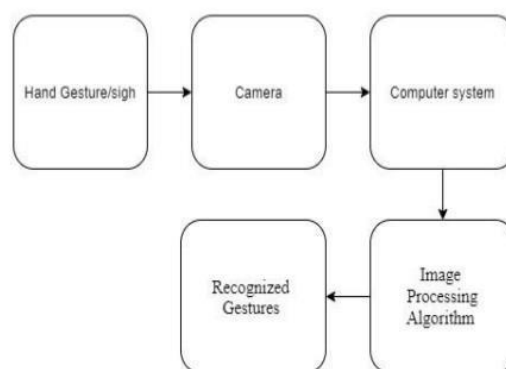 Hand Gesture/sigh
Camera
Computer system
Image
Processing
Algorithm
Recognized
Gestures